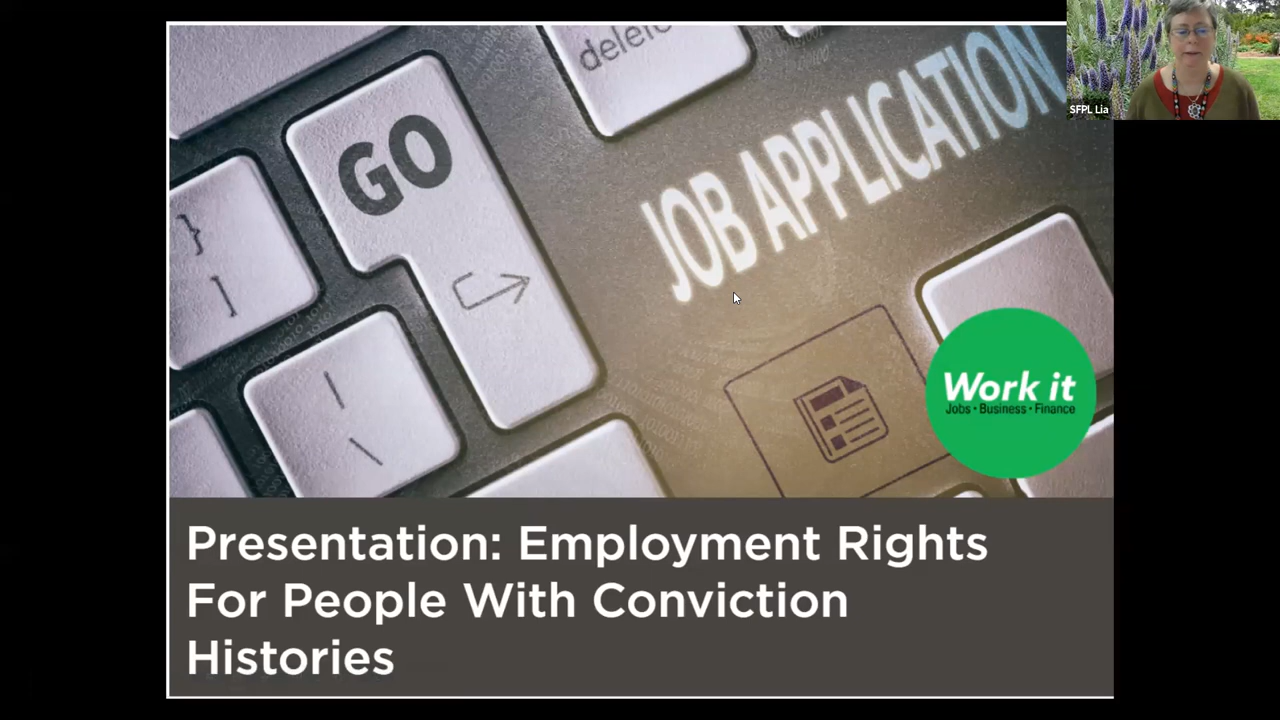 delete
GO
JOB APPLICATION
}
]
|
\
SFPL Lia
Work it
Jobs • Business • Finance
Presentation: Employment Rights
For People With Conviction
Histories